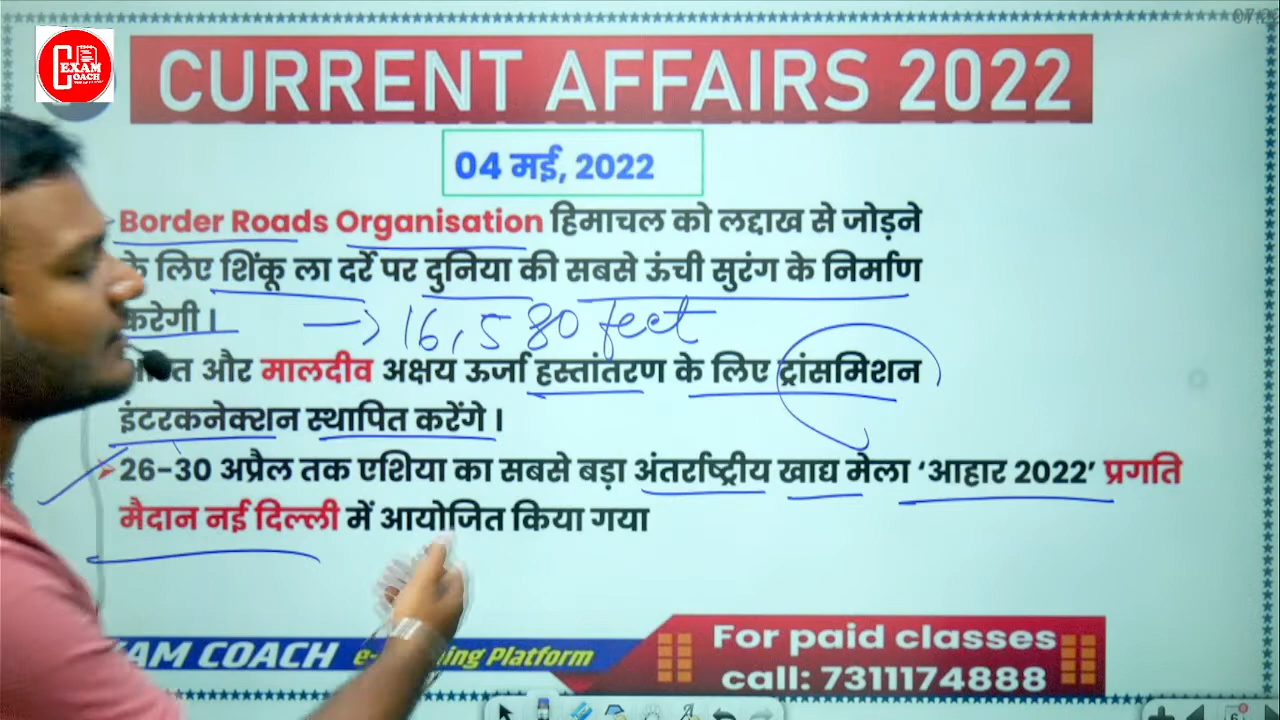 EXAM
COACH
CURRENT AFFAIRS 2022
04 मई, 2022
Border Roads Organisation हिमाचल को लद्दाख से जोड़ने
के लिए शिंकू ला दर्रे पर दुनिया की सबसे ऊंची सुरंग के निर्माण
करेगी ।
→ 16,580 feet
और मालदीव अक्षय ऊर्जा हस्तांतरण के लिए ट्रांसमिशन
इंटरकनेक्शन स्थापित करेंगे ।
➤ 26-30 अप्रैल तक एशिया का सबसे बड़ा अंतर्राष्ट्रीय खाद्य मेला ‘आहार 2022’ प्रगति
मैदान नई दिल्ली में आयोजित किया गया
COACH Platform
For paid classes
call: 7311174888